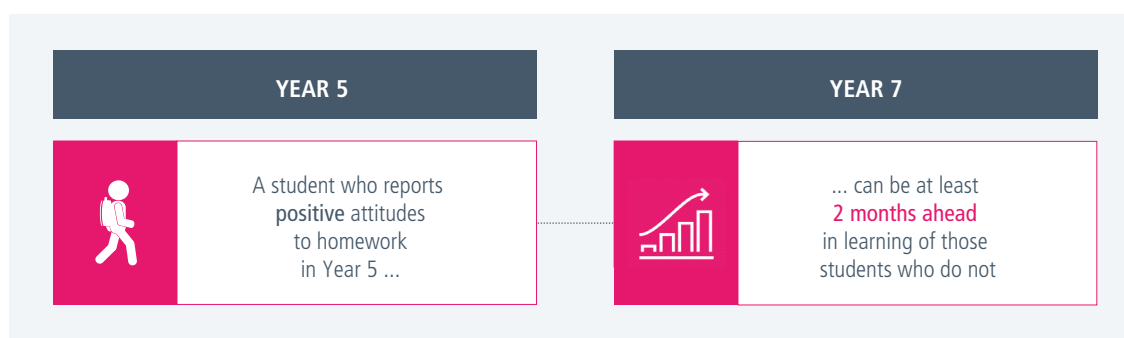 YEAR 5
A student who reports
positive attitudes
to homework
in Year 5 ...
YEAR 7
... can be at least
2 months ahead
in learning of those
students who do not